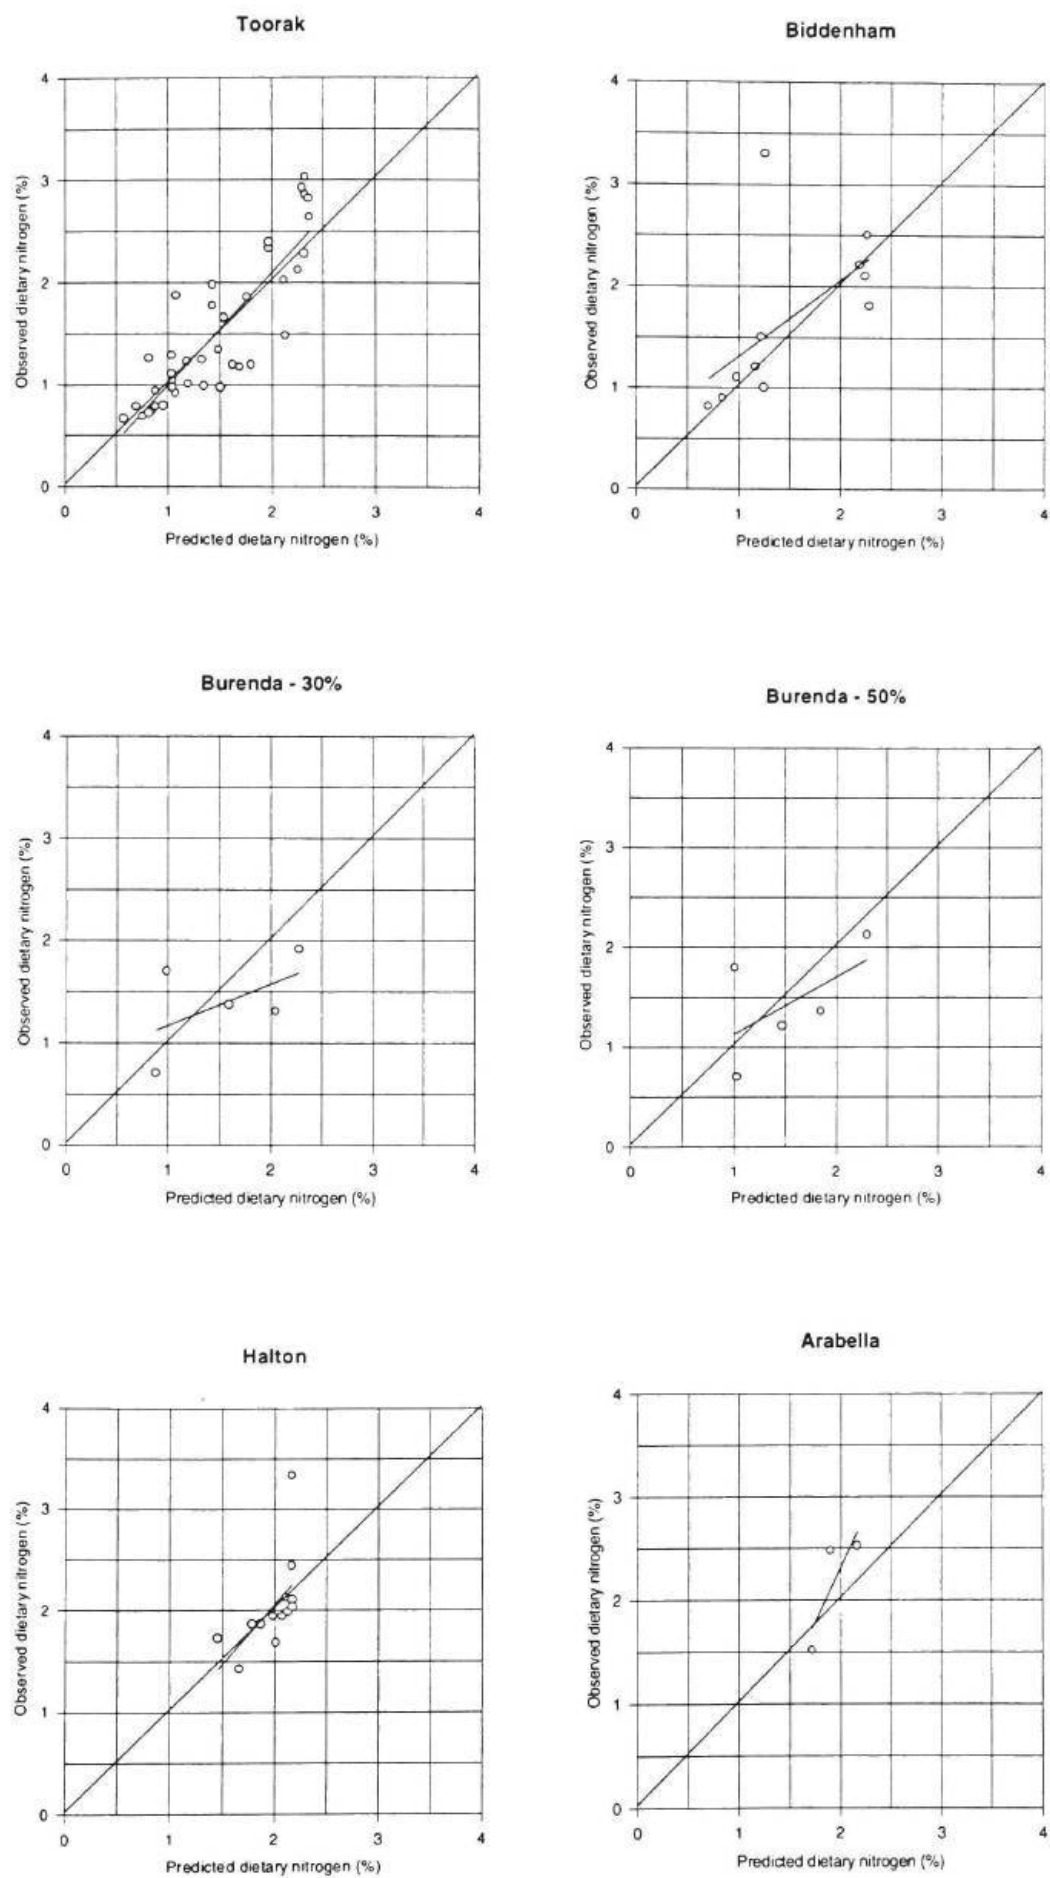 Toorak
4
3
2
1
0
Observed dietary nitrogen (%)
0 1 2 3 4
Predicted dietary nitrogen (%)
Biddenham
4
3
2
1
0
Observed dietary nitrogen (%)
0 1 2 3 4
Predicted dietary nitrogen (%)
Burenda - 30%
4
3
2
1
0
Observed dietary nitrogen (%)
0 1 2 3 4
Predicted dietary nitrogen (%)
Burenda - 50%
4
3
2
1
0
Observed dietary nitrogen (%)
0 1 2 3 4
Predicted dietary nitrogen (%)
Halton
4
3
2
1
0
Observed dietary nitrogen (%)
0 1 2 3 4
Predicted dietary nitrogen (%)
Arabella
4
3
2
1
0
Observed dietary nitrogen (%)
0 1 2 3 4
Predicted dietary nitrogen (%)